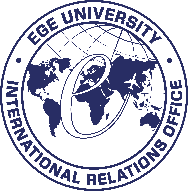 EGE UNIVERSITY
INTERNATIONAL RELATIONS OFFICE
e